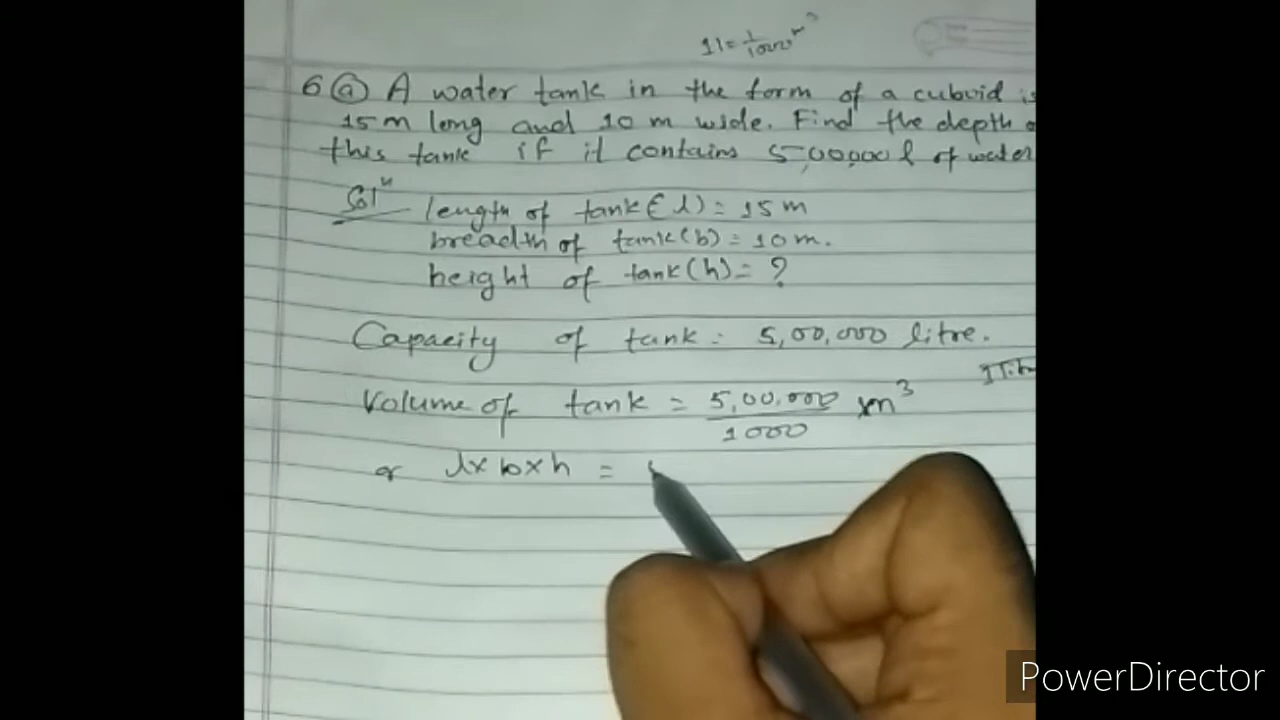 1l = 1/1000 m³
6 (a) A water tank in the form of a cuboid is
15 m long and 10 m wide. Find the depth o
this tank if it contains 5,00,000 l of water
Solⁿ length of tank (l) = 15 m
breadth of tank (b) = 10 m.
height of tank (h) = ?
Capacity of tank = 5,00,000 litre.
Volume of tank = 5,00,000/1000 m³
or l × b × h =
PowerDirector